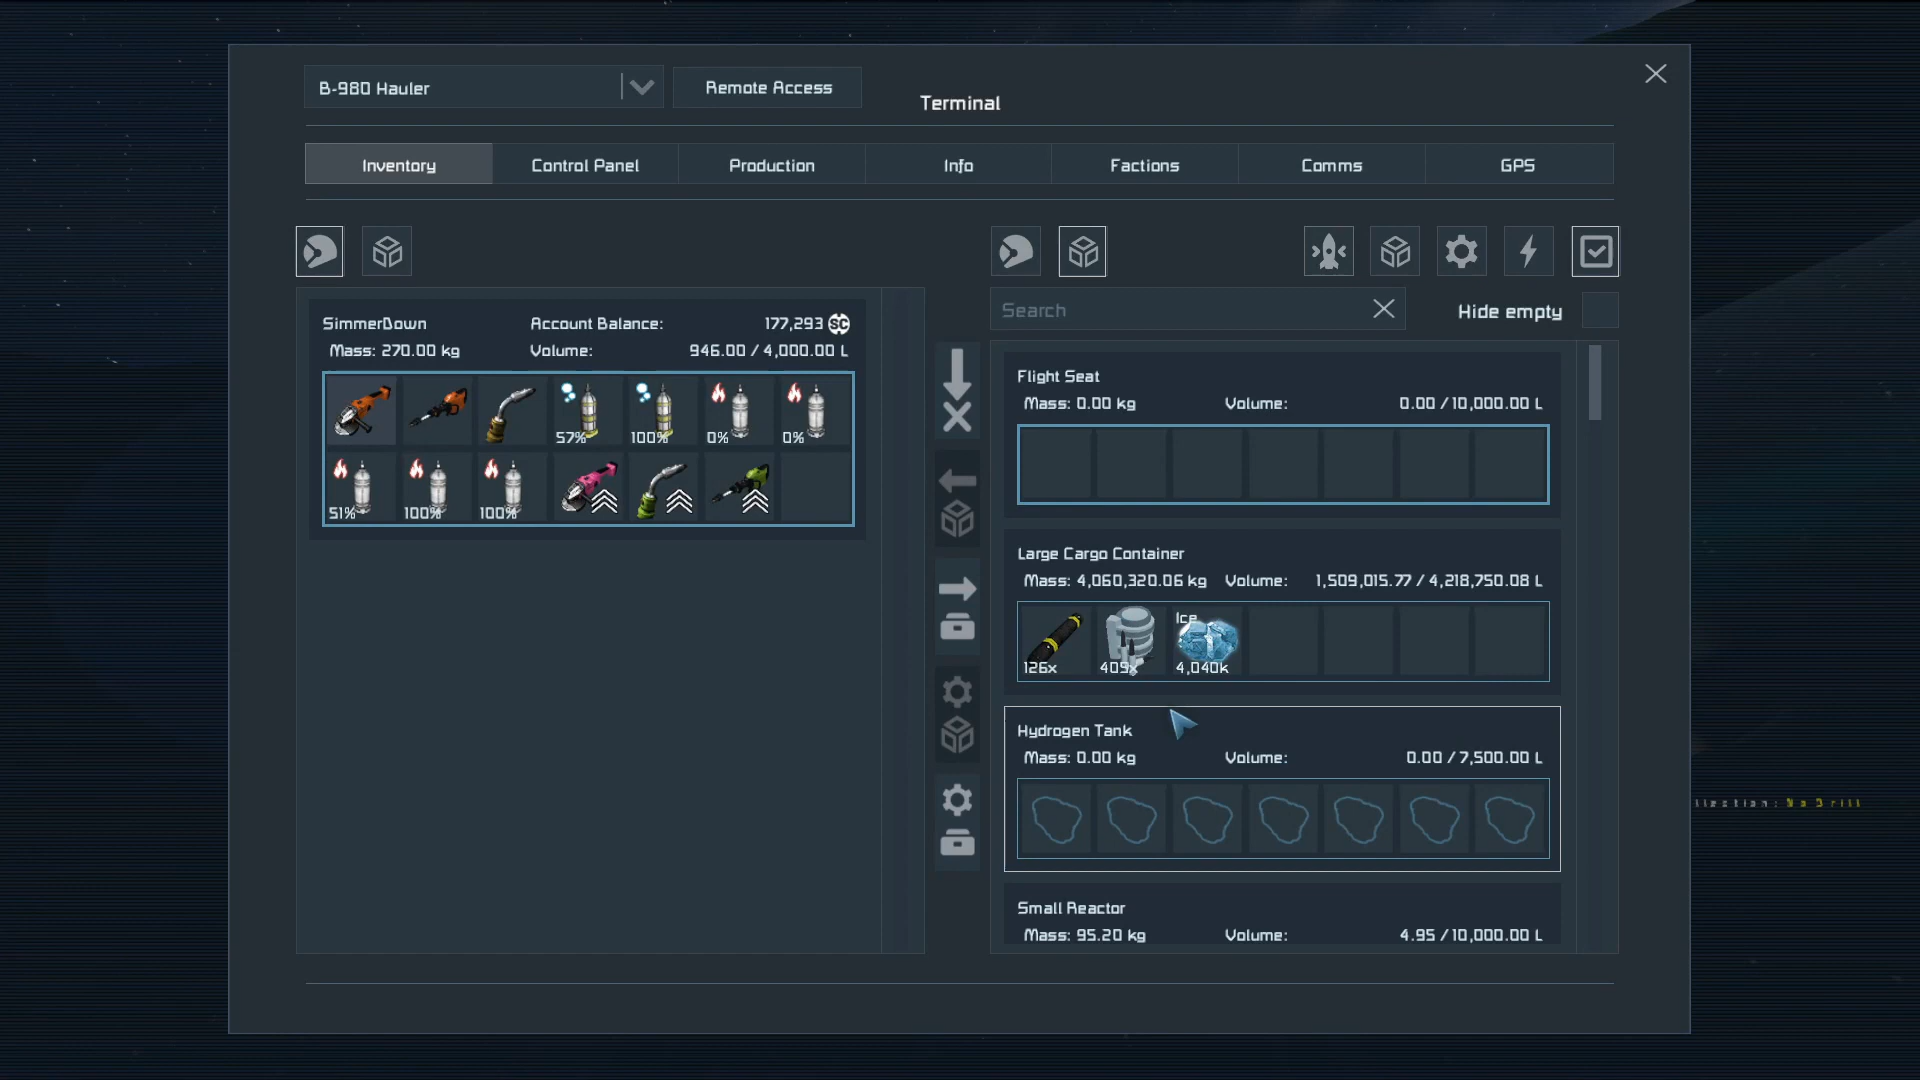 B-980 Hauler
Remote Access
Terminal
Inventory
Control Panel
Production
Info
Factions
Comms
GPS
Search
Hide empty
SimmerDown
Account Balance:
177,293 SC
Mass: 270.00 kg
Volume:
946.00 / 4,000.00 L
57%
100%
0%
0%
51%
100%
100%
Flight Seat
Mass: 0.00 kg
Volume:
0.00 / 10,000.00 L
Large Cargo Container
Mass: 4,060,320.06 kg
Volume:
1,509,015.77 / 4,218,750.08 L
Ice
126x
409x
4,040k
Hydrogen Tank
Mass: 0.00 kg
Volume:
0.00 / 7,500.00 L
Small Reactor
Mass: 95.20 kg
Volume:
4.95 / 10,000.00 L
No Drill